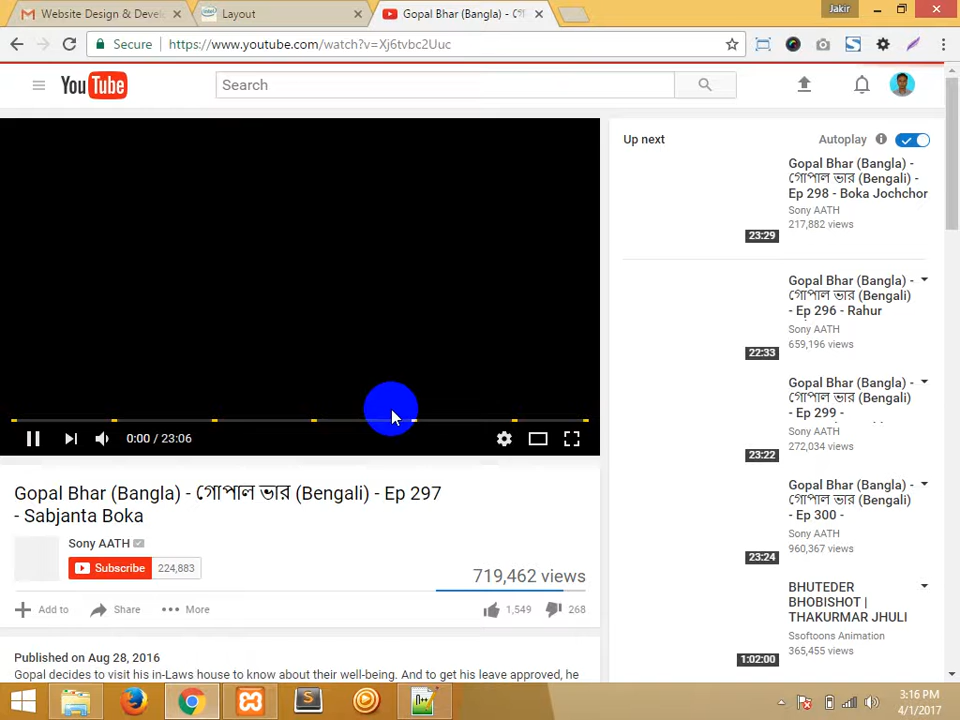 Website Design & Devel
Layout
Gopal Bhar (Bangla) - গো
Jakir
Secure
https://www.youtube.com/watch?v=Xj6tvbc2Uuc
YouTube
Search
Up next
Autoplay
Gopal Bhar (Bangla) -
গোপাল ভার (Bengali) -
Ep 298 - Boka Jochchor
Sony AATH
217,882 views
23:29
Gopal Bhar (Bangla) -
গোপাল ভার (Bengali)
- Ep 296 - Rahur
Sony AATH
659,196 views
22:33
Gopal Bhar (Bangla) -
গোপাল ভার (Bengali)
- Ep 299 -
Sony AATH
272,034 views
23:22
Gopal Bhar (Bangla) -
গোপাল ভার (Bengali)
- Ep 300 -
Sony AATH
960,367 views
23:24
BHUTEDER
BHOBISHOT |
THAKURMAR JHULI
Ssoftoons Animation
365,455 views
1:02:00
0:00 / 23:06
Gopal Bhar (Bangla) - গোপাল ভার (Bengali) - Ep 297
- Sabjanta Boka
Sony AATH
Subscribe 224,883
719,462 views
Add to Share More
1,549 268
Published on Aug 28, 2016
Gopal decides to visit his in-Laws house to know about their well-being. And to get his leave approved, he
3:16 PM
4/1/2017